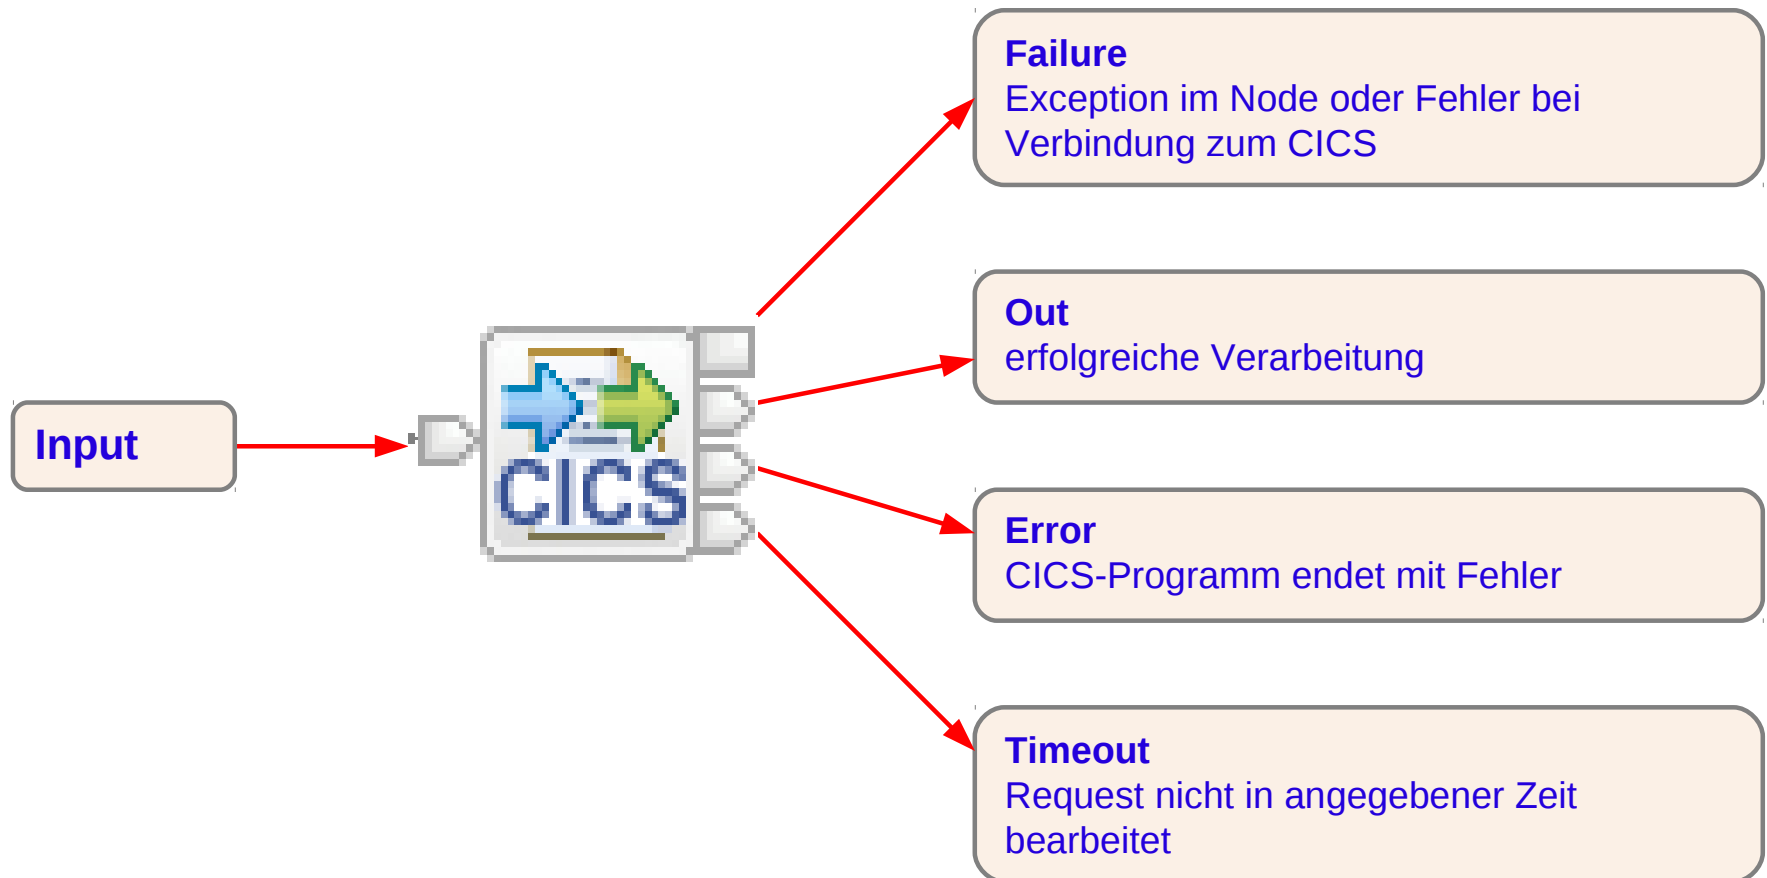 Failure
Exception im Node oder Fehler bei
Verbindung zum CICS
Out
erfolgreiche Verarbeitung
Input
CICS
Error
CICS-Programm endet mit Fehler
Timeout
Request nicht in angegebener Zeit
bearbeitet